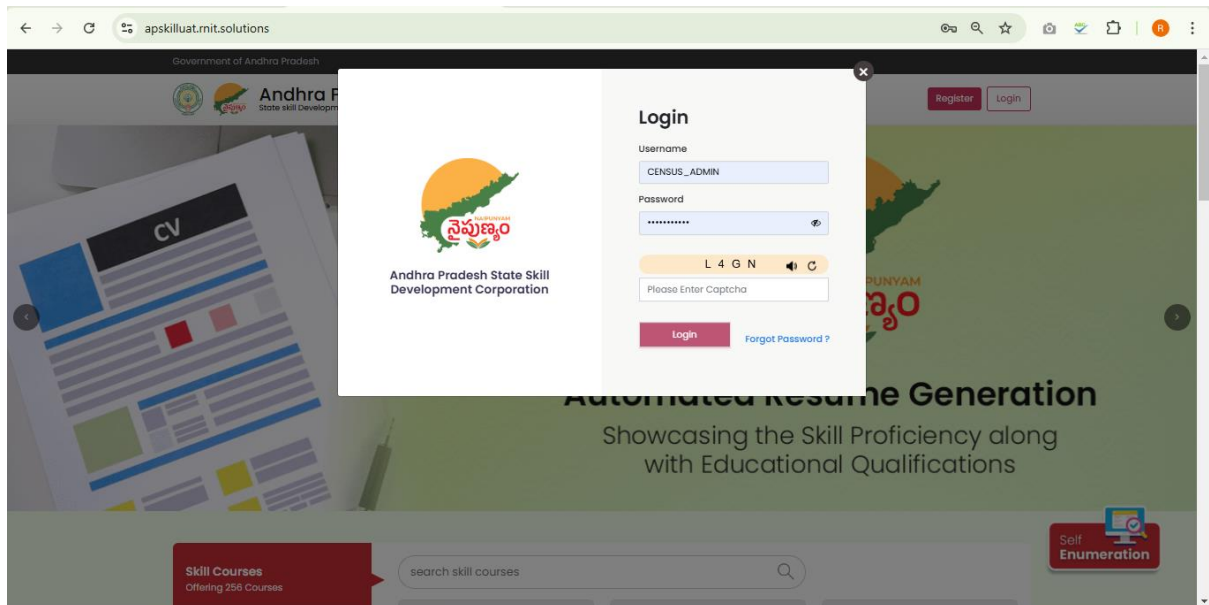 apskilluat.rnit.solutions
R
Government of Andhra Pradesh
Andhra P
State skill Developm
Register Login
CV
NAIPUNYAM
నైపుణ్యం
Andhra Pradesh State Skill
Development Corporation
Login
Username
CENSUS_ADMIN
Password
•••••••••••
L 4 G N
Please Enter Captcha
Login
Forgot Password ?
PUNYAM
Automated Resume Generation
Showcasing the Skill Proficiency along
with Educational Qualifications
Self
Enumeration
Skill Courses
Offering 256 Courses
search skill courses